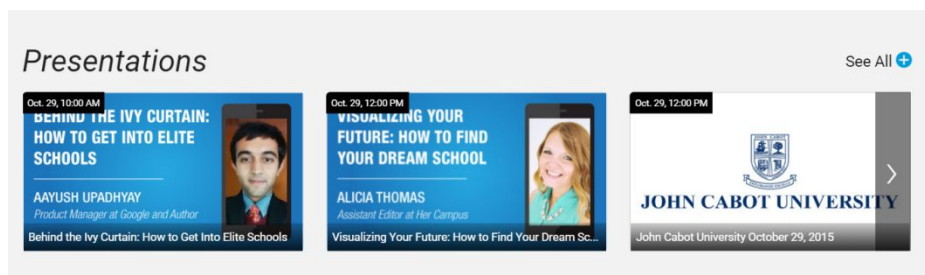 Presentations
See All
Oct. 29, 10:00 AM
BEHIND THE IVY CURTAIN:
HOW TO GET INTO ELITE
SCHOOLS
AAYUSH UPADHYAY
Product Manager at Google and Author
Behind the Ivy Curtain: How to Get Into Elite Schools
Oct. 29, 12:00 PM
VISUALIZING YOUR
FUTURE: HOW TO FIND
YOUR DREAM SCHOOL
ALICIA THOMAS
Assistant Editor at Her Campus
Visualizing Your Future: How to Find Your Dream Sc...
Oct. 29, 12:00 PM
JOHN CABOT UNIVERSITY
John Cabot University October 29, 2015